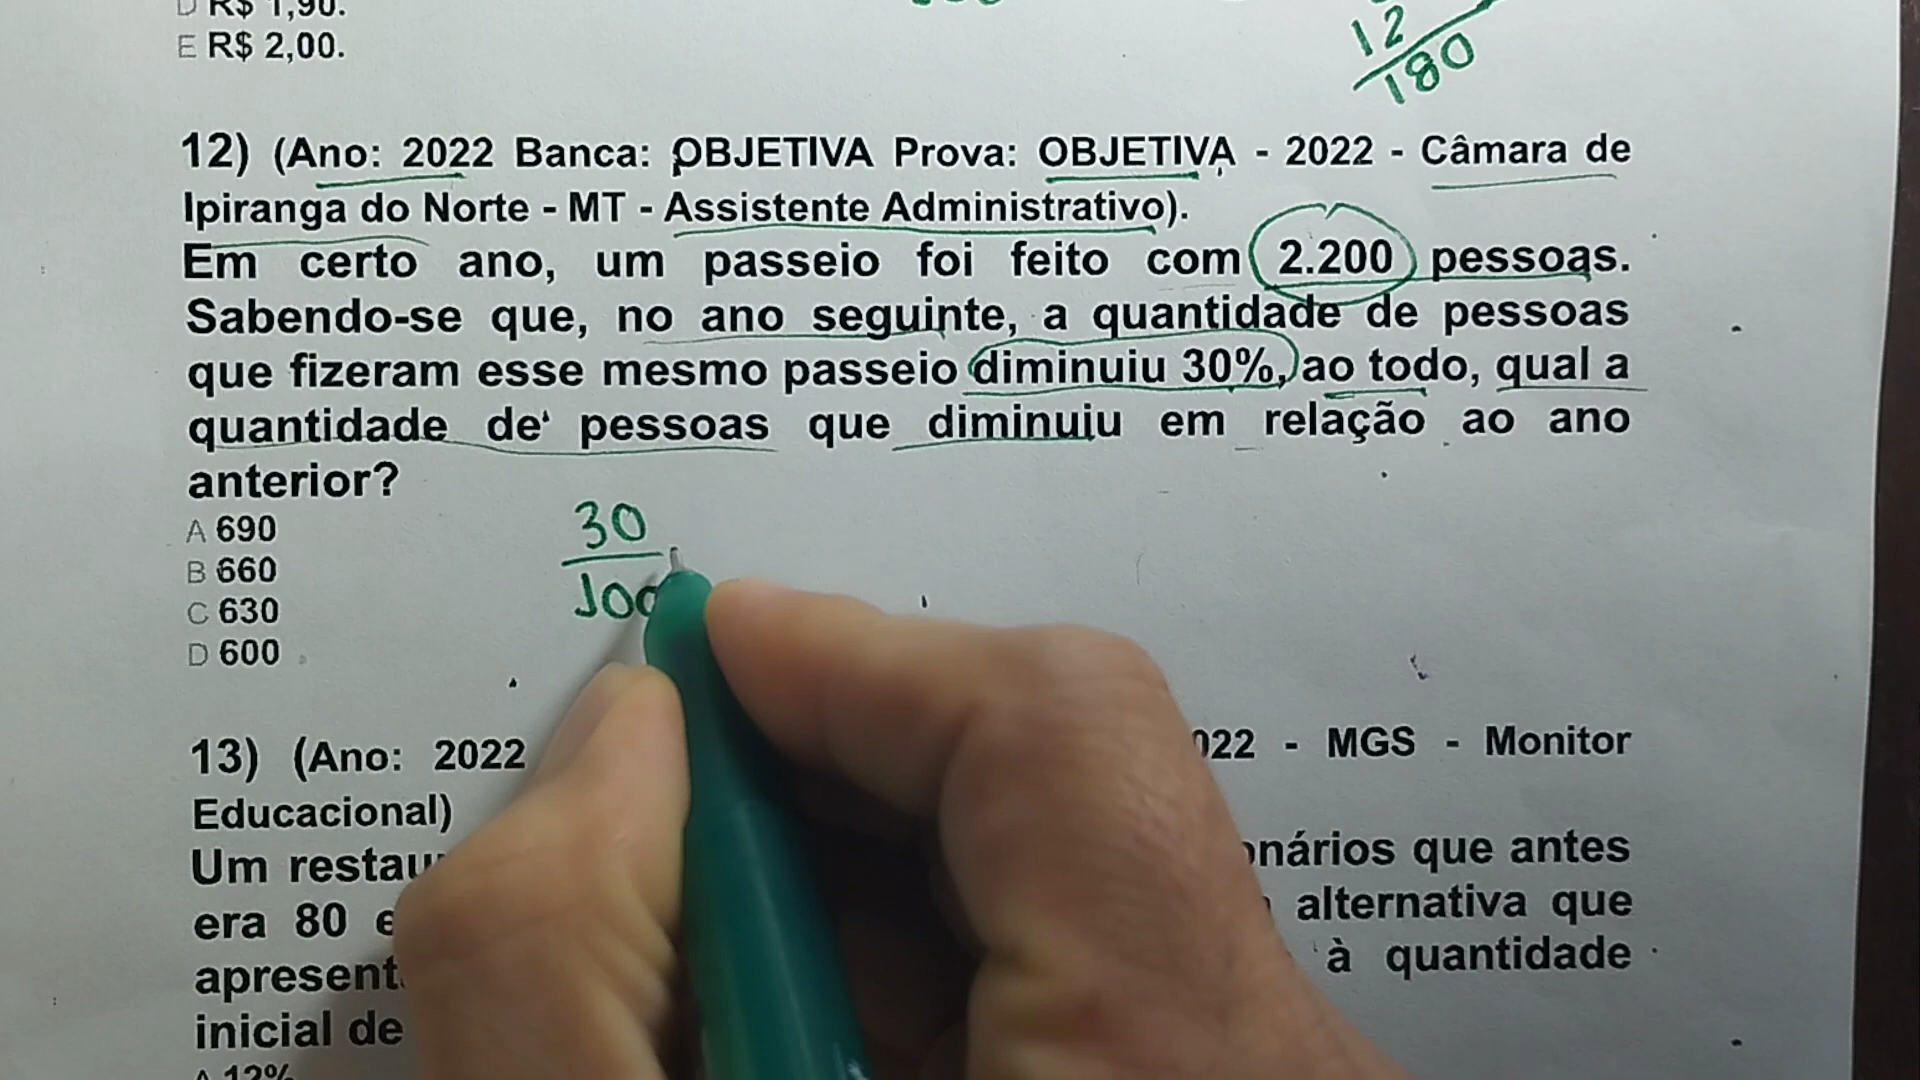 D R$ 1,90.
E R$ 2,00.
12
180
12) (Ano: 2022 Banca: OBJETIVA Prova: OBJETIVA - 2022 - Câmara de
Ipiranga do Norte - MT - Assistente Administrativo).
Em certo ano, um passeio foi feito com 2.200 pessoas.
Sabendo-se que, no ano seguinte, a quantidade de pessoas
que fizeram esse mesmo passeio diminuiu 30%, ao todo, qual a
quantidade de pessoas que diminuiu em relação ao ano
anterior?
A 690
B 660
C 630
D 600
30
100
13) (Ano: 2022 022 - MGS - Monitor
Educacional)
Um restau nários que antes
era 80 e alternativa que
apresent à quantidade
inicial de
A 12%